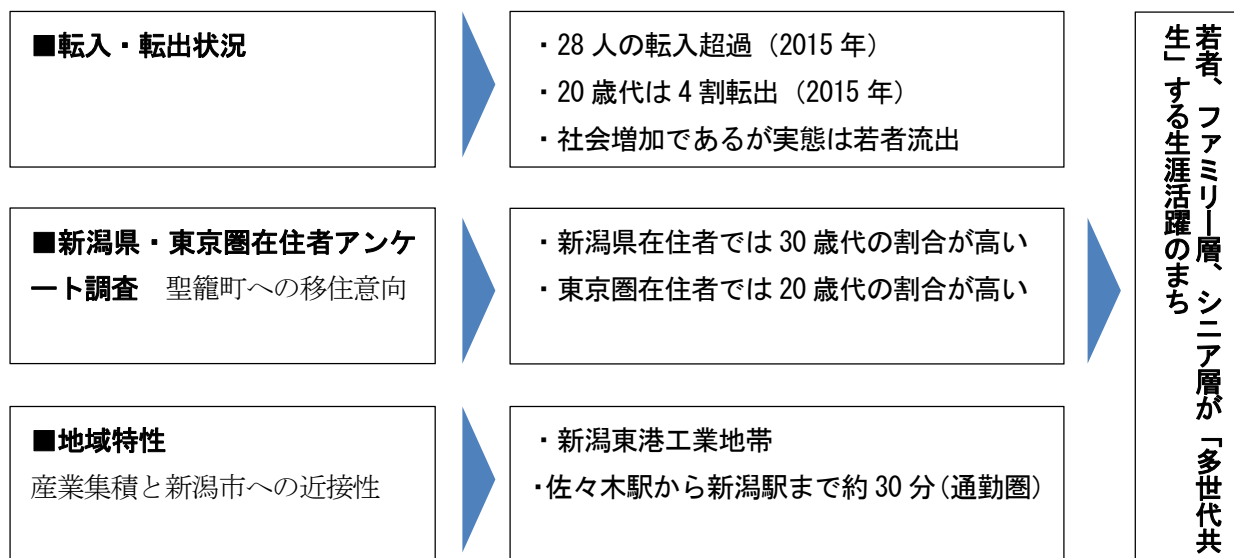 ■転入・転出状況
・28 人の転入超過（2015 年）
・20 歳代は 4 割転出（2015 年）
・社会増加であるが実態は若者流出
■新潟県・東京圏在住者アンケ
ート調査　聖籠町への移住意向
・新潟県在住者では 30 歳代の割合が高い
・東京圏在住者では 20 歳代の割合が高い
■地域特性
産業集積と新潟市への近接性
・新潟東港工業地帯
・佐々木駅から新潟駅まで約 30 分（通勤圏）
若者、ファミリー層、シニア層が「多世代共
生」する生涯活躍のまち